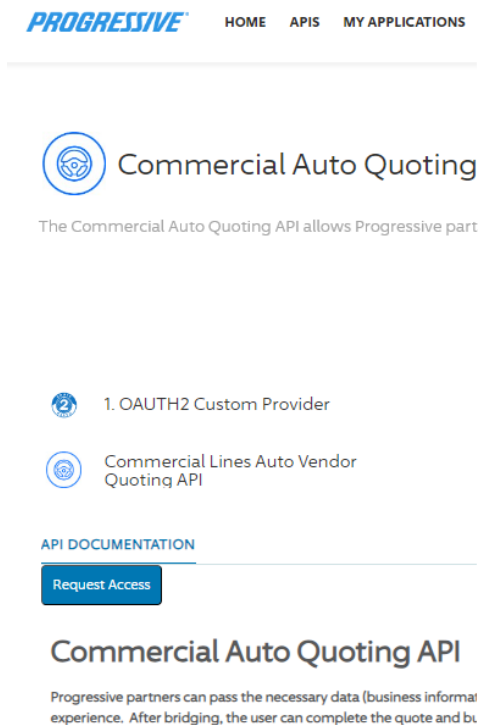 PROGRESSIVE HOME APIS MY APPLICATIONS
Commercial Auto Quoting
The Commercial Auto Quoting API allows Progressive part
2
1. OAUTH2 Custom Provider
Commercial Lines Auto Vendor
Quoting API
API DOCUMENTATION
Request Access
Commercial Auto Quoting API
Progressive partners can pass the necessary data (business informat
experience. After bridging, the user can complete the quote and bu